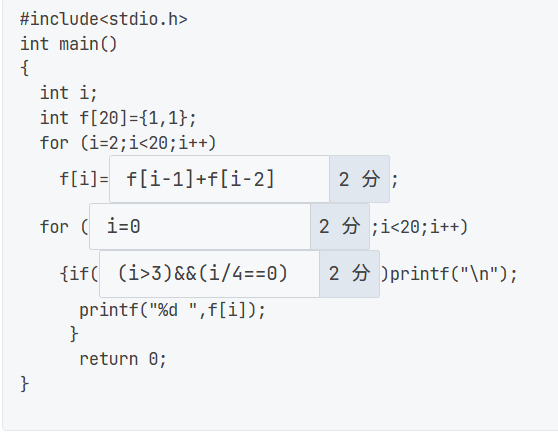 #include<stdio.h>
int main()
{
int i;
int f[20]={1,1};
for (i=2;i<20;i++)
f[i]= f[i-1]+f[i-2] 2 分 ;
for ( i=0 2 分 ;i<20;i++)
{if( (i>3)&&(i/4==0) 2 分 )printf("\n");
printf("%d ",f[i]);
}
return 0;
}